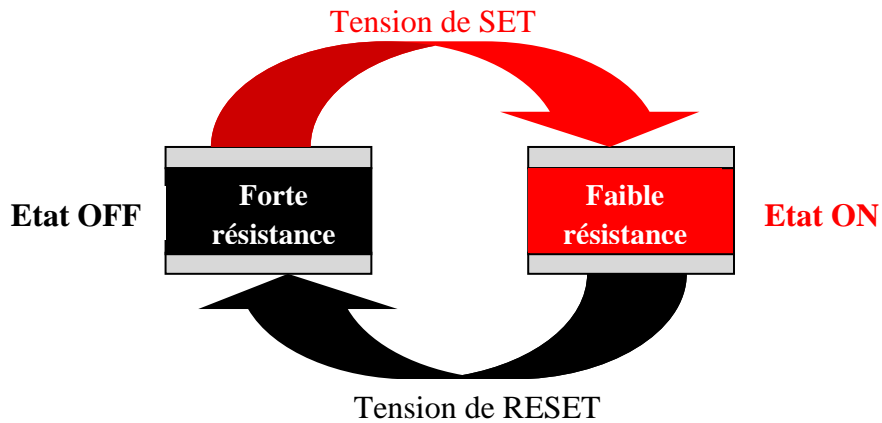 Tension de SET
Etat OFF
Forte
résistance
Faible
résistance
Etat ON
Tension de RESET